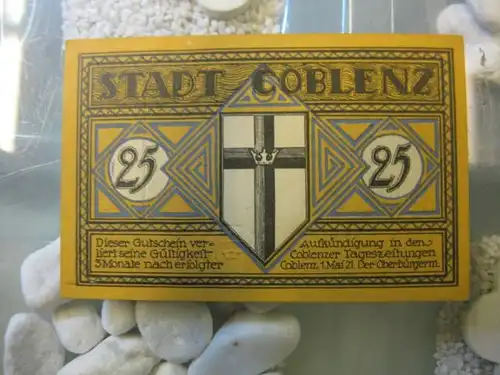 STADT COBLENZ
25
25
Dieser Gutschein ver-
liert seine Gültigkeit
3 Monate nach erfolgter
Aufkündigung in den
Coblenzer Tageszeitungen
Coblenz, 1. Mai 21. Der Oberbürgerm.